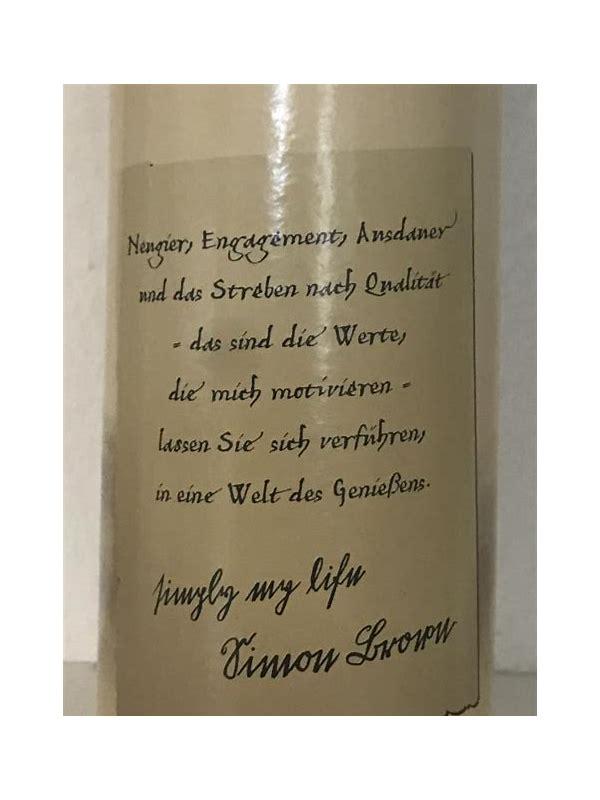 Neugier, Engagement, Ausdauer
und das Streben nach Qualität
- das sind die Werte,
die mich motivieren -
lassen Sie sich verführen,
in eine Welt des Genießens.
simply my life
Simon Brown